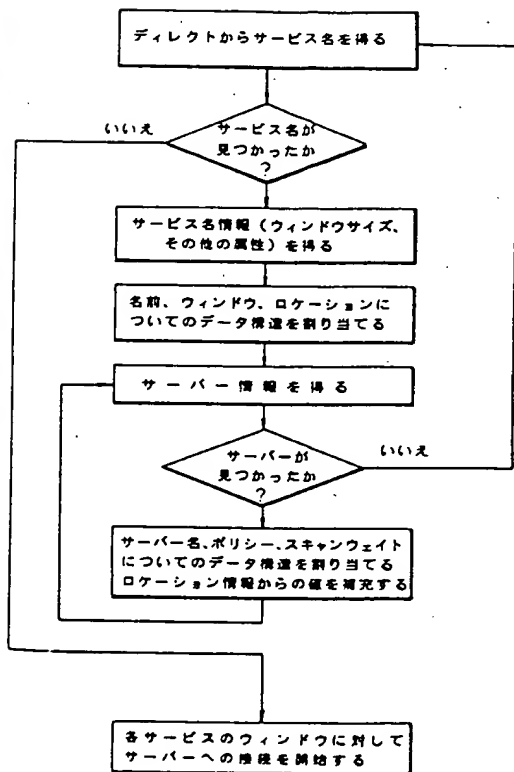 ディレクトからサービス名を得る
いいえ
サービス名が
見つかったか
?
サービス名情報(ウィンドウサイズ、
その他の属性)を得る
名前、ウィンドウ、ロケーションに
ついてのデータ構造を割り当てる
サーバー情報を得る
サーバーが
見つかったか
?
いいえ
サーバー名、ポリシー、スキャンウェイト
についてのデータ構造を割り当てる
ロケーション情報からの値を補充する
各サービスのウィンドウに対して
サーバーへの接続を開始する